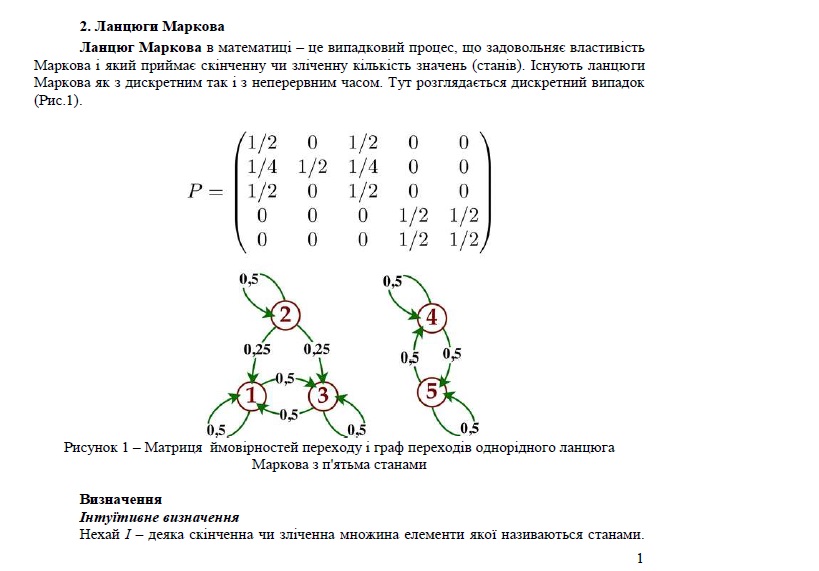 2. Ланцюги Маркова
Ланцюг Маркова в математиці – це випадковий процес, що задовольняє властивість
Маркова і який приймає скінченну чи зліченну кількість значень (станів). Існують ланцюги
Маркова як з дискретним так і з неперервним часом. Тут розглядається дискретний випадок
(Рис.1).
1/2 0 1/2 0 0
1/4 1/2 1/4 0 0
P = 1/2 0 1/2 0 0
0 0 0 1/2 1/2
0 0 0 1/2 1/2
0,5 0,5
2 4
0,25 0,25 0,5 0,5
0,5
1 3 5
0,5
0,5 0,5 0,5
Рисунок 1 – Матриця ймовірностей переходу і граф переходів однорідного ланцюга
Маркова з п'ятьма станами
Визначення
Інтуїтивне визначення
Нехай I – деяка скінченна чи зліченна множина елементи якої називаються станами.
1